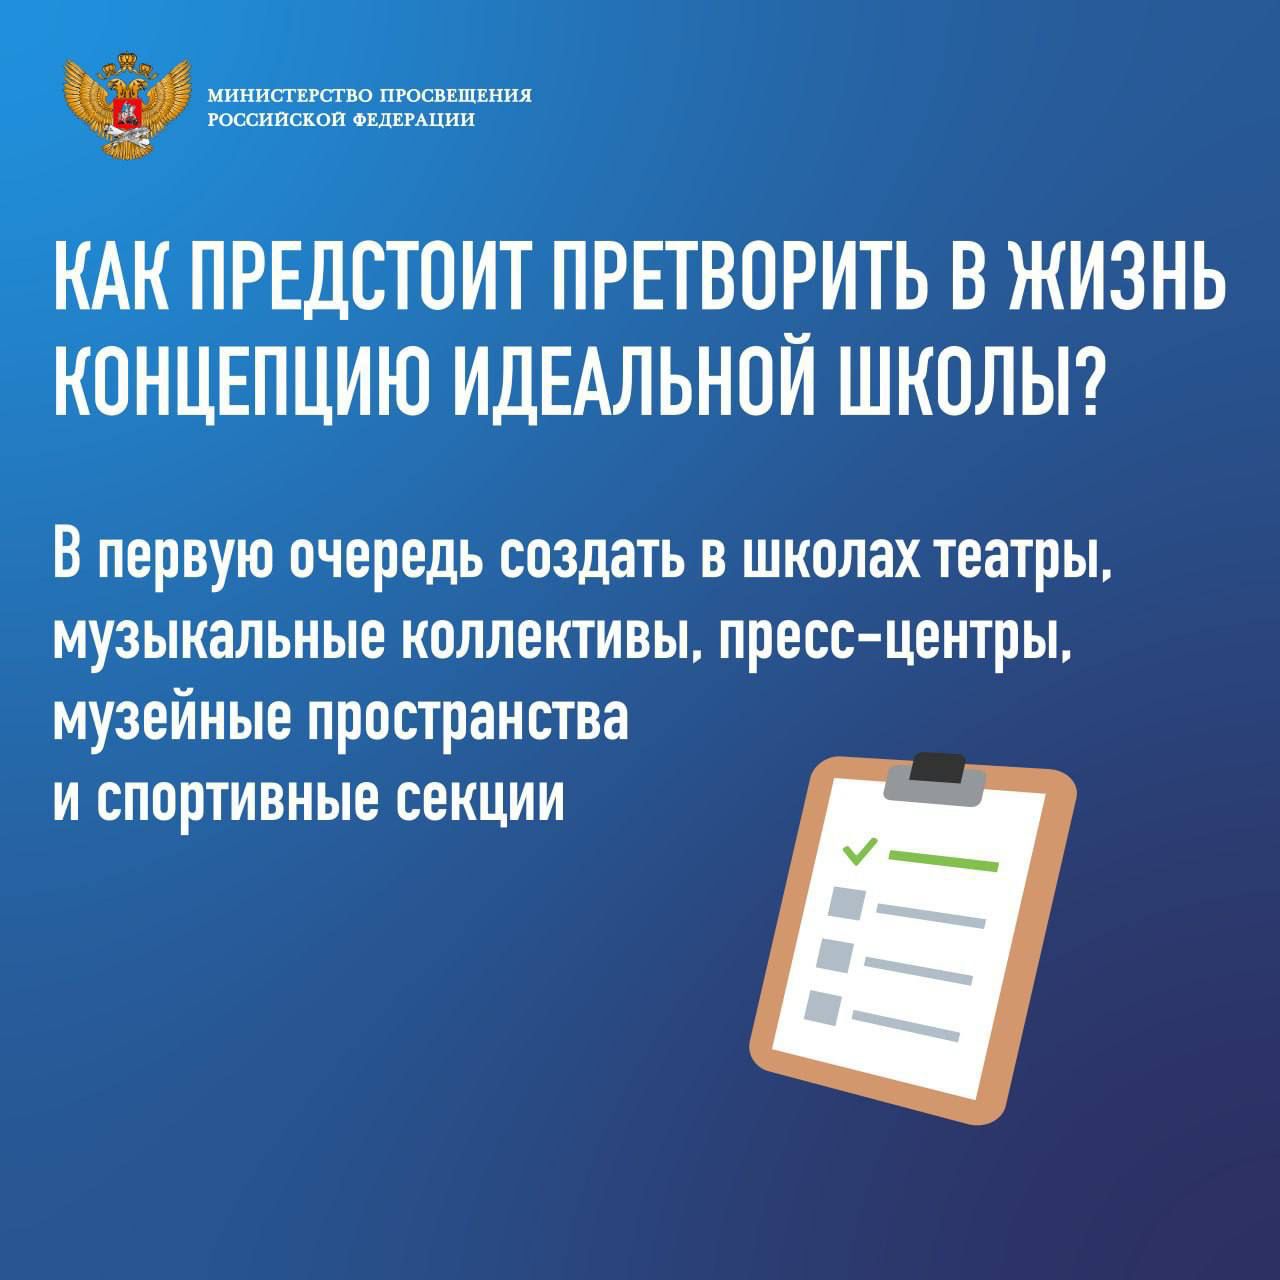 МИНИСТЕРСТВО ПРОСВЕЩЕНИЯ
РОССИЙСКОЙ ФЕДЕРАЦИИ
КАК ПРЕДСТОИТ ПРЕТВОРИТЬ В ЖИЗНЬ
КОНЦЕПЦИЮ ИДЕАЛЬНОЙ ШКОЛЫ?
В первую очередь создать в школах театры,
музыкальные коллективы, пресс-центры,
музейные пространства
и спортивные секции